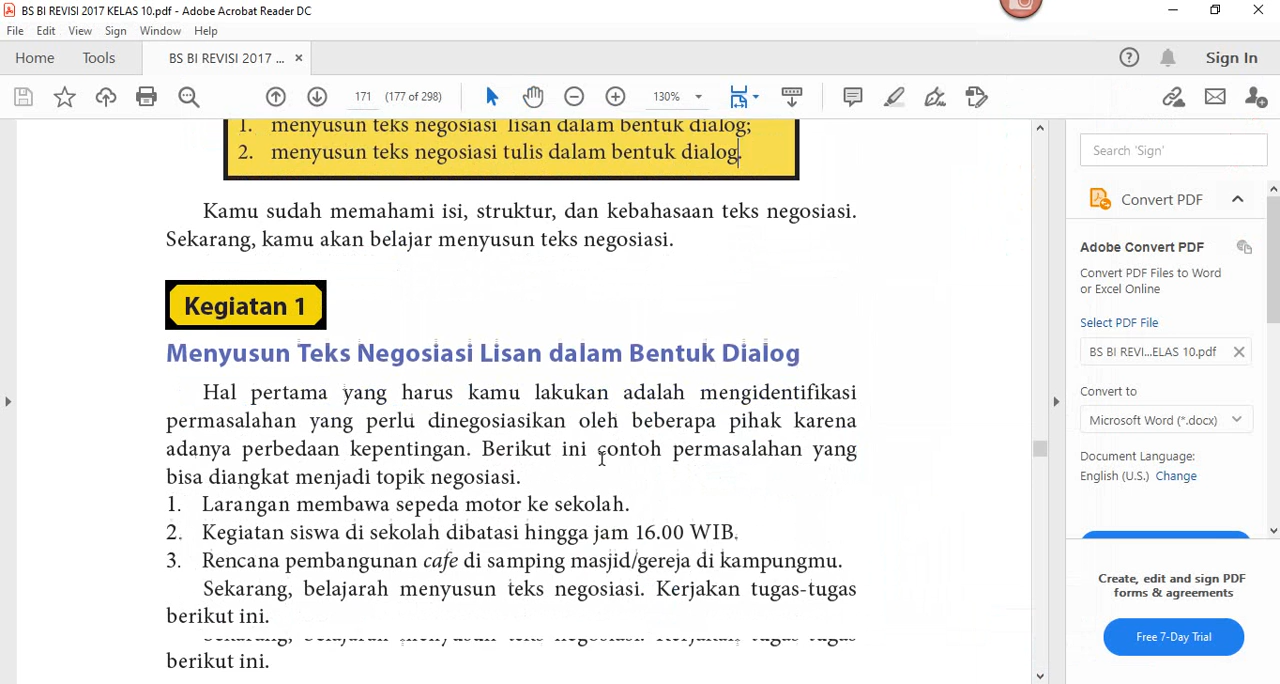 BS BI REVISI 2017 KELAS 10.pdf - Adobe Acrobat Reader DC
File Edit View Sign Window Help
Home Tools BS BI REVISI 2017 ... × Sign In
171 (177 of 298) 130%
1. menyusun teks negosiasi lisan dalam bentuk dialog;
2. menyusun teks negosiasi tulis dalam bentuk dialog.
Kamu sudah memahami isi, struktur, dan kebahasaan teks negosiasi.
Sekarang, kamu akan belajar menyusun teks negosiasi.
Kegiatan 1
Menyusun Teks Negosiasi Lisan dalam Bentuk Dialog
Hal pertama yang harus kamu lakukan adalah mengidentifikasi
permasalahan yang perlu dinegosiasikan oleh beberapa pihak karena
adanya perbedaan kepentingan. Berikut ini contoh permasalahan yang
bisa diangkat menjadi topik negosiasi.
1. Larangan membawa sepeda motor ke sekolah.
2. Kegiatan siswa di sekolah dibatasi hingga jam 16.00 WIB.
3. Rencana pembangunan cafe di samping masjid/gereja di kampungmu.
Sekarang, belajarah menyusun teks negosiasi. Kerjakan tugas-tugas
berikut ini.
berikut ini.
Search 'Sign'
Convert PDF
Adobe Convert PDF
Convert PDF Files to Word
or Excel Online
Select PDF File
BS BI REVI...ELAS 10.pdf
Convert to
Microsoft Word (*.docx)
Document Language:
English (U.S.) Change
Create, edit and sign PDF
forms & agreements
Free 7-Day Trial